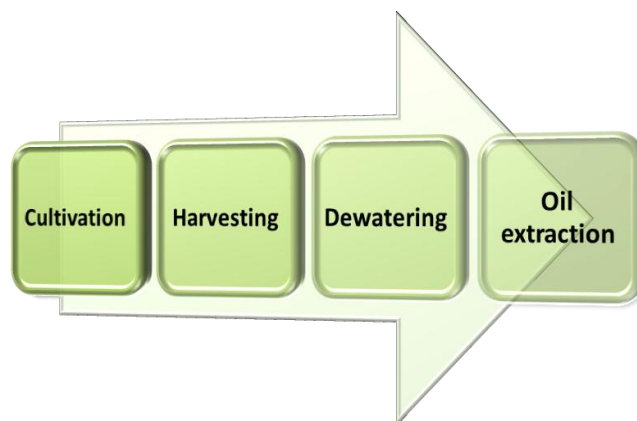 Cultivation
Harvesting
Dewatering
Oil
extraction